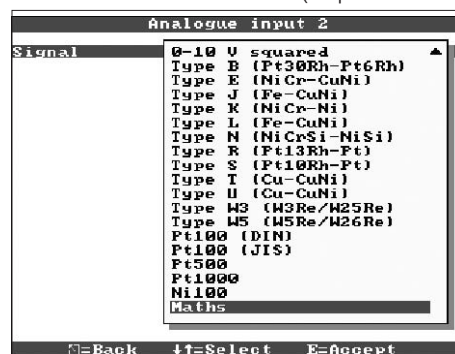 Analogue input 2
Signal
0-10 V squared
Type B (Pt30Rh-Pt6Rh)
Type E (NiCr-CuNi)
Type J (Fe-CuNi)
Type K (NiCr-Ni)
Type L (Fe-CuNi)
Type N (NiCrSi-NiSi)
Type R (Pt13Rh-Pt)
Type S (Pt10Rh-Pt)
Type T (Cu-CuNi)
Type U (Cu-CuNi)
Type W3 (W3Re/W25Re)
Type W5 (W5Re/W26Re)
Pt100 (DIN)
Pt100 (JIS)
Pt500
Pt1000
Ni100
Maths
=Back ↓↑=Select E=Accept